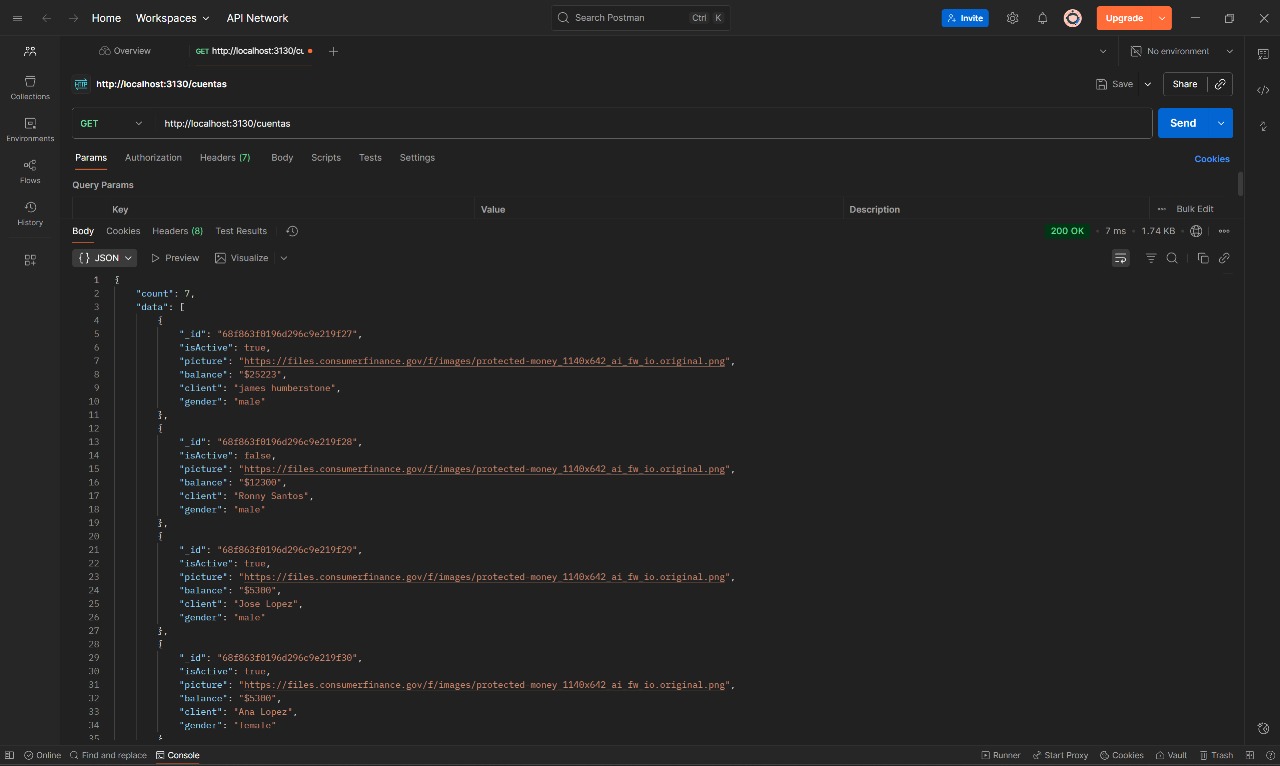 Home Workspaces API Network Search Postman Ctrl K Invite Upgrade
Overview GET http://localhost:3130/cu No environment
HTTP http://localhost:3130/cuentas Save Share
Collections
GET http://localhost:3130/cuentas Send
Environments
Params Authorization Headers (7) Body Scripts Tests Settings Cookies
Flows
Query Params
History
Key Value Description Bulk Edit
Body Cookies Headers (8) Test Results 200 OK 7 ms 1.74 KB
{ } JSON Preview Visualize
1 {
2 "count": 7,
3 "data": [
4 {
5 "_id": "68f863f0196d296c9e219f27",
6 "isActive": true,
7 "picture": "https://files.consumerfinance.gov/f/images/protected-money_1140x642_ai_fw_io.original.png",
8 "balance": "$25223",
9 "client": "james humberstone",
10 "gender": "male"
11 },
12 {
13 "_id": "68f863f0196d296c9e219f28",
14 "isActive": false,
15 "picture": "https://files.consumerfinance.gov/f/images/protected-money_1140x642_ai_fw_io.original.png",
16 "balance": "$12300",
17 "client": "Ronny Santos",
18 "gender": "male"
19 },
20 {
21 "_id": "68f863f0196d296c9e219f29",
22 "isActive": true,
23 "picture": "https://files.consumerfinance.gov/f/images/protected-money_1140x642_ai_fw_io.original.png",
24 "balance": "$5300",
25 "client": "Jose Lopez",
26 "gender": "male"
27 },
28 {
29 "_id": "68f863f0196d296c9e219f30",
30 "isActive": true,
31 "picture": "https://files.consumerfinance.gov/f/images/protected-money_1140x642_ai_fw_io.original.png",
32 "balance": "$5300",
33 "client": "Ana Lopez",
34 "gender": "female"
35 }
Online Find and replace Console Runner Start Proxy Cookies Vault Trash